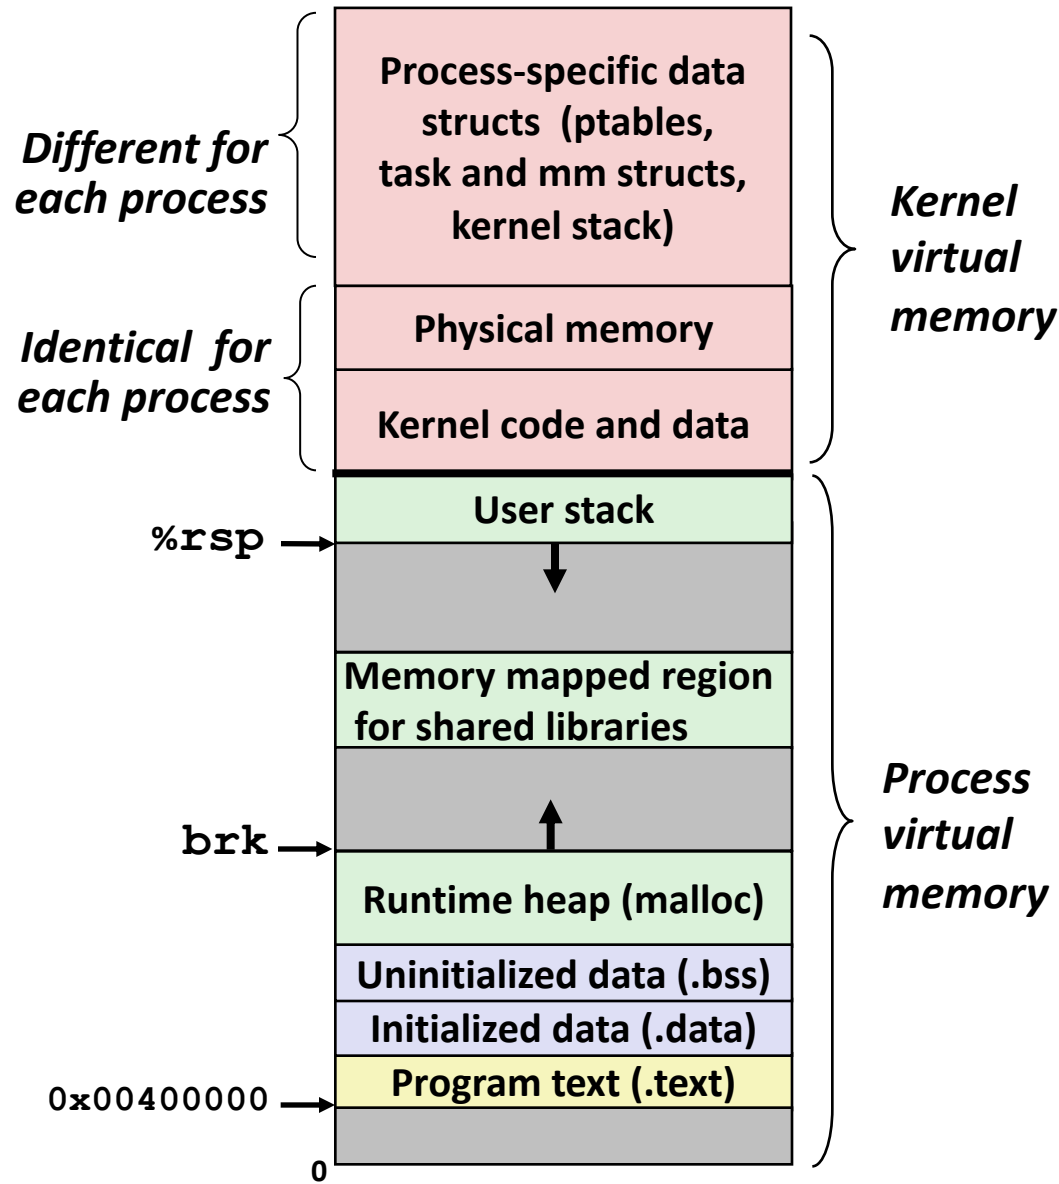 Process-specific data
structs (ptables,
task and mm structs,
kernel stack)
Different for
each process
Kernel
virtual
memory
Physical memory
Identical for
each process
Kernel code and data
User stack
%rsp
Memory mapped region
for shared libraries
Process
virtual
memory
brk
Runtime heap (malloc)
Uninitialized data (.bss)
Initialized data (.data)
Program text (.text)
0x00400000
0